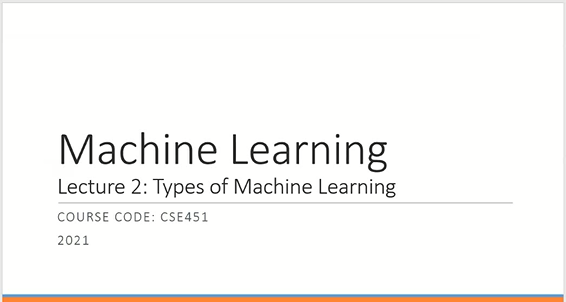 Machine Learning
Lecture 2: Types of Machine Learning
COURSE CODE: CSE451
2021